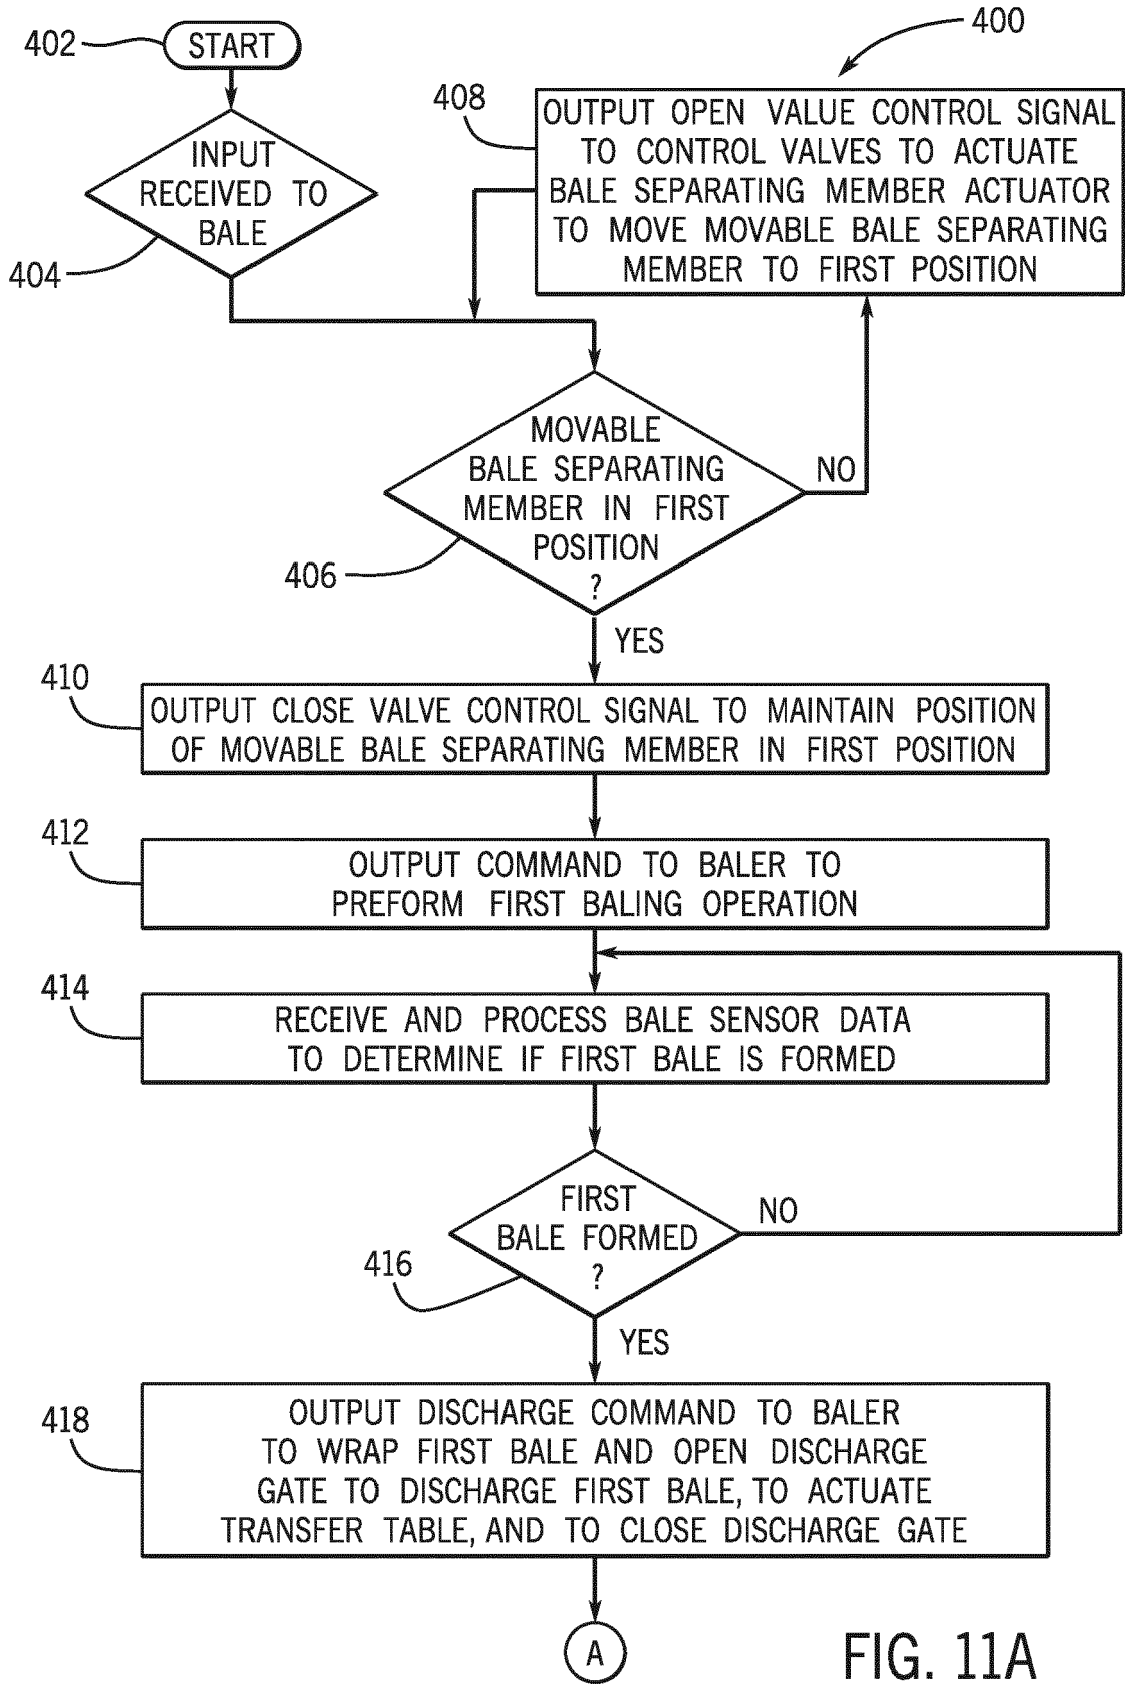 400
402
START
404
INPUT
RECEIVED TO
BALE
408
OUTPUT OPEN VALUE CONTROL SIGNAL
TO CONTROL VALVES TO ACTUATE
BALE SEPARATING MEMBER ACTUATOR
TO MOVE MOVABLE BALE SEPARATING
MEMBER TO FIRST POSITION
406
MOVABLE
BALE SEPARATING
MEMBER IN FIRST
POSITION
?
NO
YES
410
OUTPUT CLOSE VALVE CONTROL SIGNAL TO MAINTAIN POSITION
OF MOVABLE BALE SEPARATING MEMBER IN FIRST POSITION
412
OUTPUT COMMAND TO BALER TO
PREFORM FIRST BALING OPERATION
414
RECEIVE AND PROCESS BALE SENSOR DATA
TO DETERMINE IF FIRST BALE IS FORMED
416
FIRST
BALE FORMED
?
NO
YES
418
OUTPUT DISCHARGE COMMAND TO BALER
TO WRAP FIRST BALE AND OPEN DISCHARGE
GATE TO DISCHARGE FIRST BALE, TO ACTUATE
TRANSFER TABLE, AND TO CLOSE DISCHARGE GATE
A
FIG. 11A